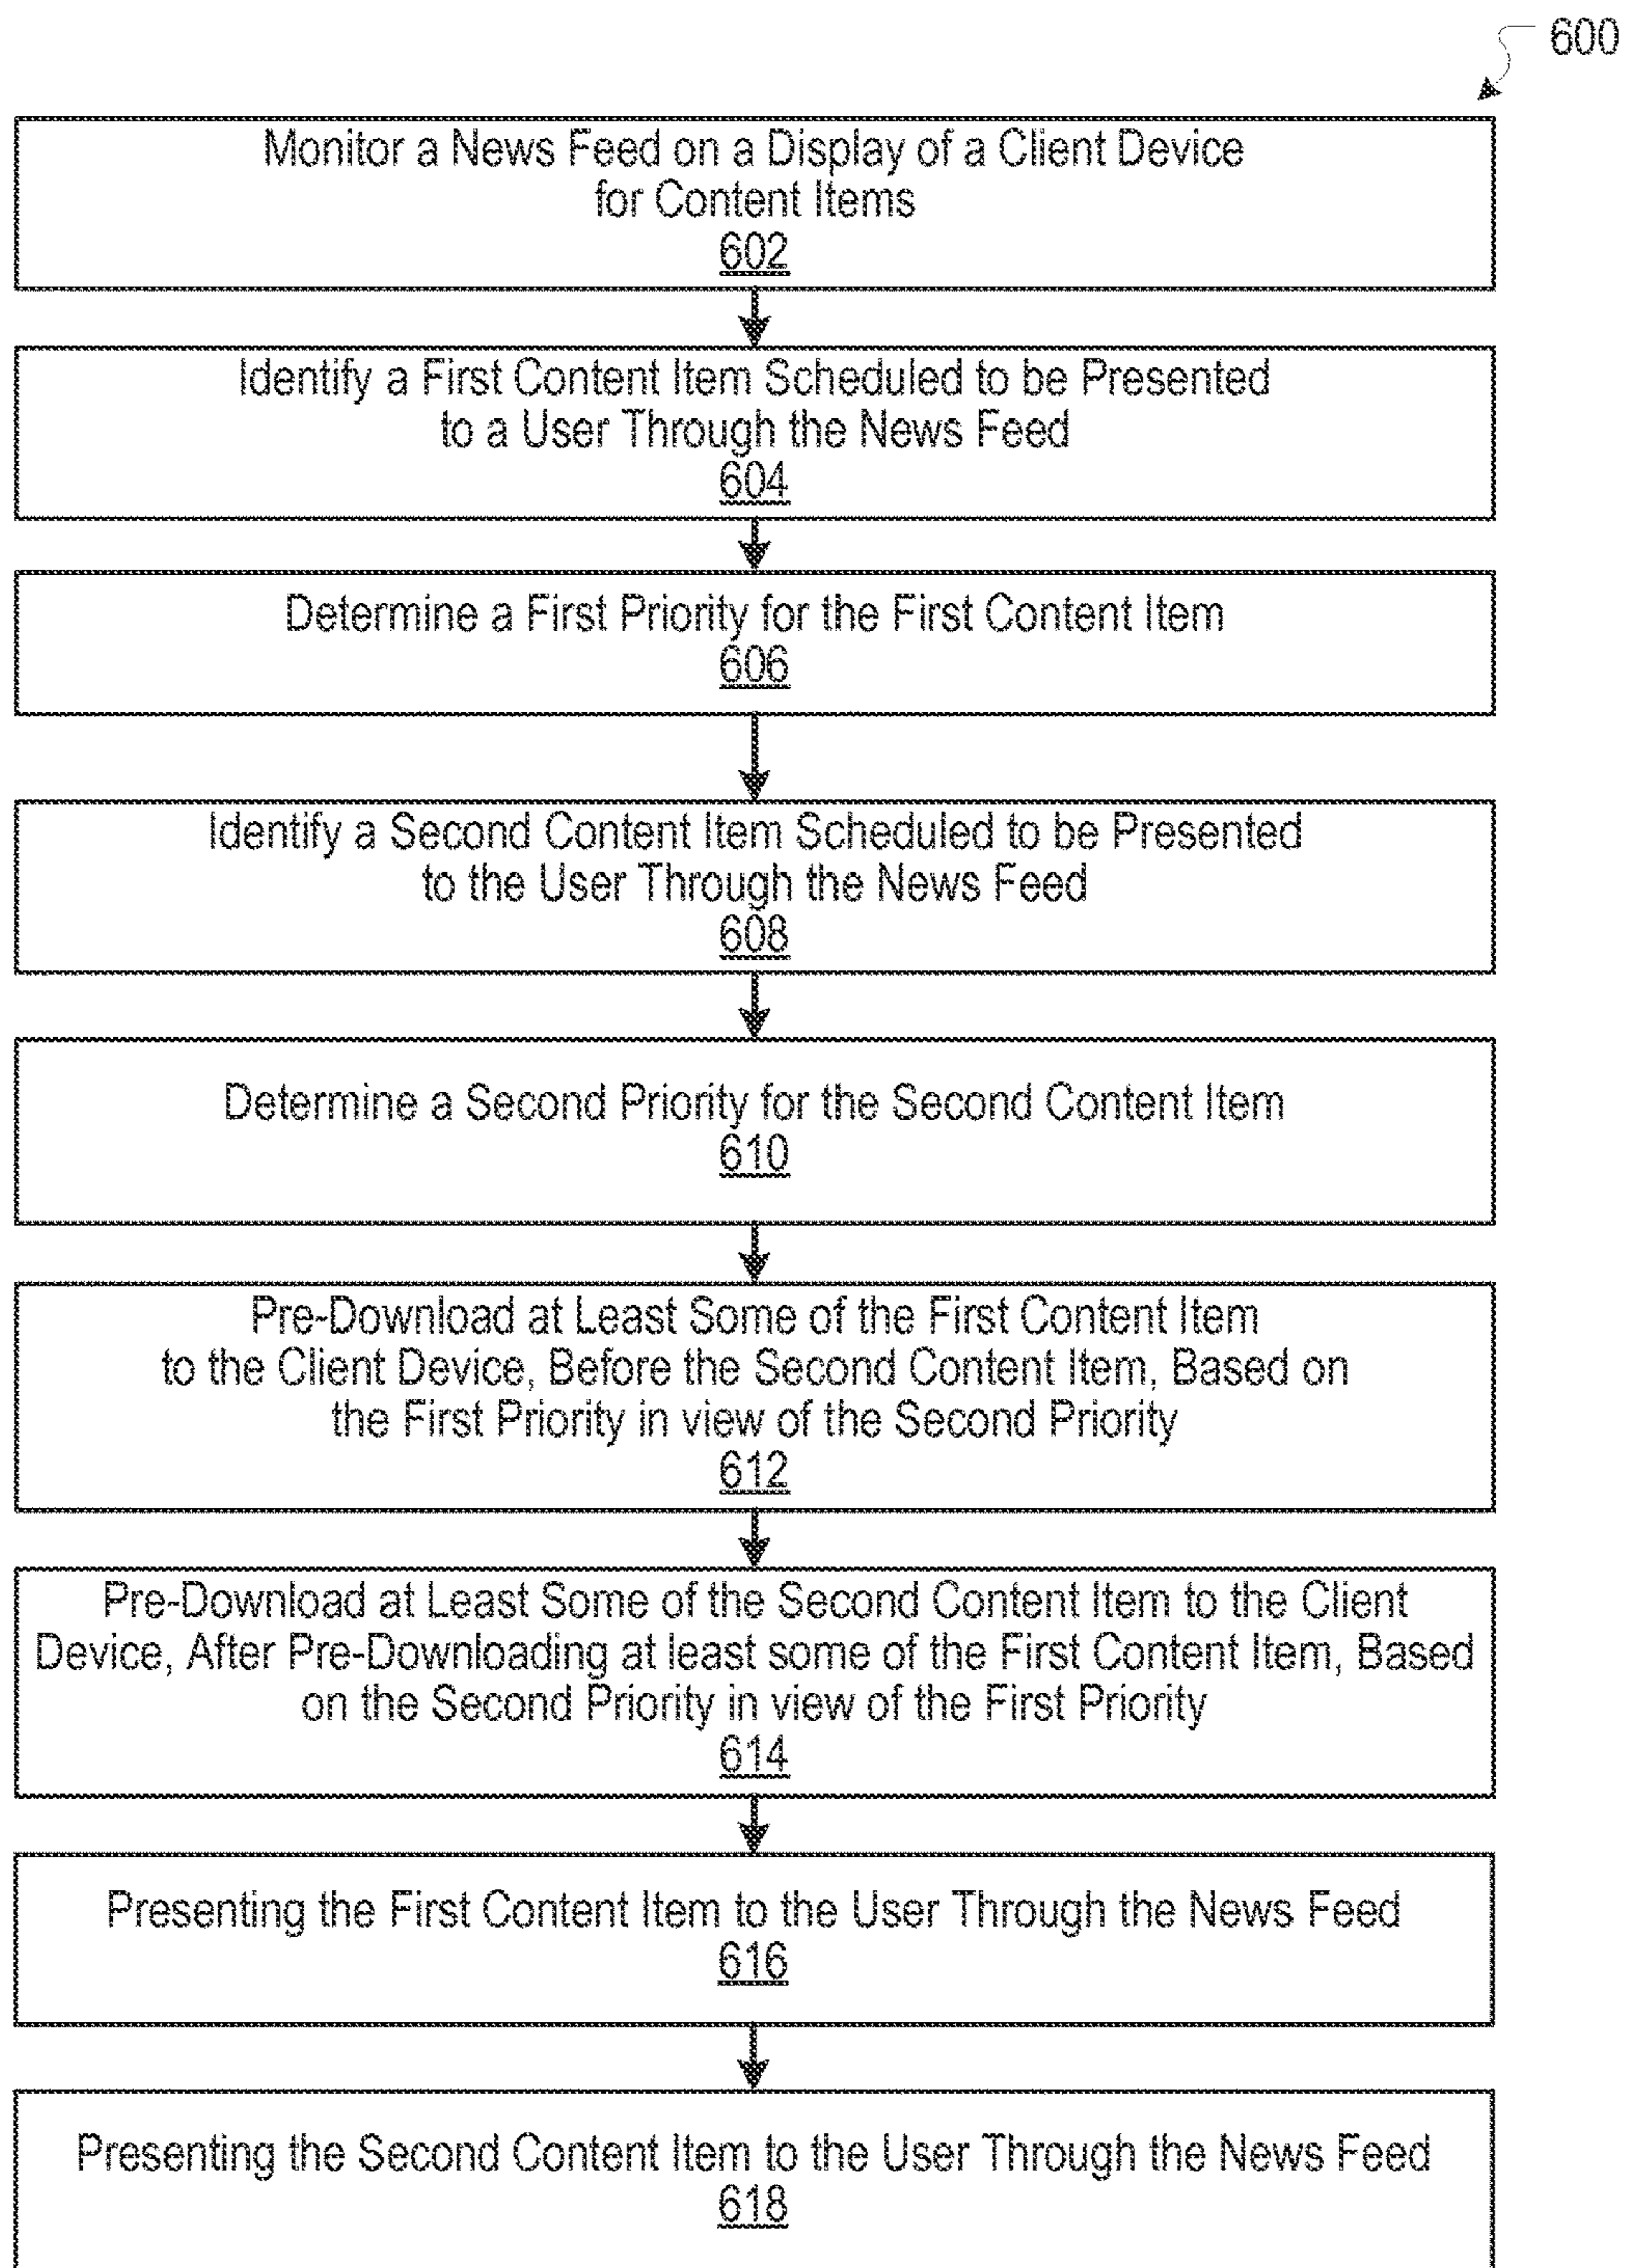 600
Monitor a News Feed on a Display of a Client Device
for Content Items
602
Identify a First Content Item Scheduled to be Presented
to a User Through the News Feed
604
Determine a First Priority for the First Content Item
606
Identify a Second Content Item Scheduled to be Presented
to the User Through the News Feed
608
Determine a Second Priority for the Second Content Item
610
Pre-Download at Least Some of the First Content Item
to the Client Device, Before the Second Content Item, Based on
the First Priority in view of the Second Priority
612
Pre-Download at Least Some of the Second Content Item to the Client
Device, After Pre-Downloading at least some of the First Content Item, Based
on the Second Priority in view of the First Priority
614
Presenting the First Content Item to the User Through the News Feed
616
Presenting the Second Content Item to the User Through the News Feed
618